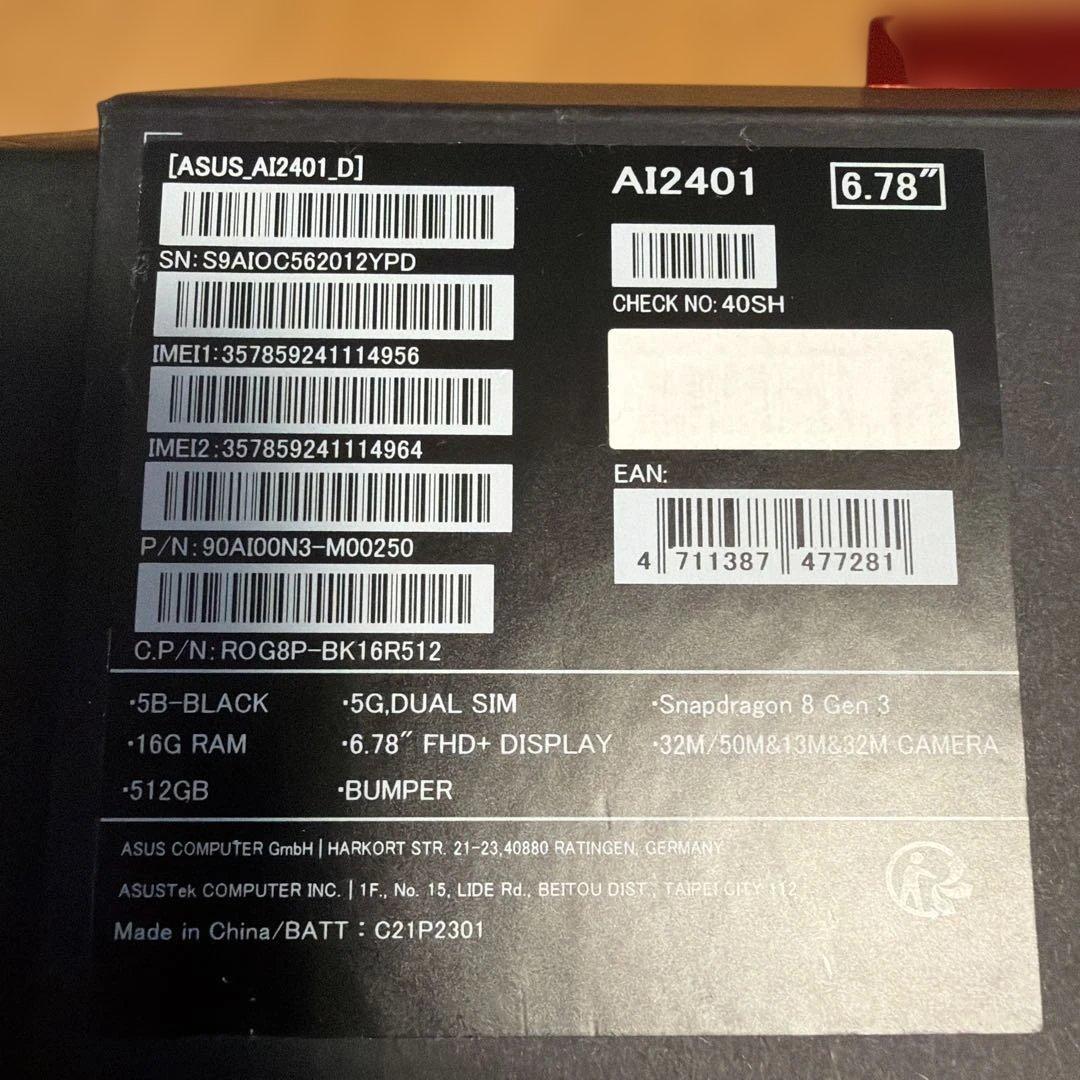 [ASUS_AI2401_D]
SN: S9AIOC562012YPD
IMEI1: 357859241114956
IMEI2: 357859241114964
P/N: 90AI00N3-M00250
C.P/N: ROG8P-BK16R512
AI2401
6.78″
CHECK NO: 40SH
EAN:
4 711387 477281
·5B-BLACK
·5G,DUAL SIM
·Snapdragon 8 Gen 3
·16G RAM
·6.78″ FHD+ DISPLAY
·32M/50M&13M&32M CAMERA
·512GB
·BUMPER
ASUS COMPUTER GmbH | HARKORT STR. 21-23,40880 RATINGEN, GERMANY
ASUSTek COMPUTER INC. | 1F., No. 15, LIDE Rd., BEITOU DIST., TAIPEI CITY 112
Made in China/BATT : C21P2301